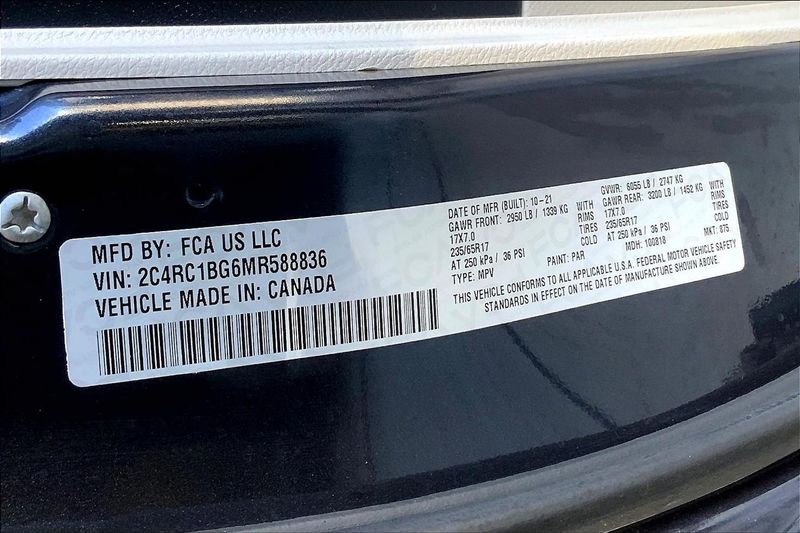 MFD BY: FCA US LLC
VIN: 2C4RC1BG6MR588836
VEHICLE MADE IN: CANADA
DATE OF MFR (BUILT): 10-21 GVWR: 6055 LB / 2747 KG
GAWR FRONT: 2950 LB / 1339 KG WITH GAWR REAR: 3200 LB / 1452 KG WITH
17X7.0 RIMS 17X7.0 RIMS
235/65R17 TIRES 235/65R17 TIRES
AT 250 kPa / 36 PSI COLD AT 250 kPa / 36 PSI COLD
TYPE: MPV PAINT: PAR MDH: 100818 MKT: 875
THIS VEHICLE CONFORMS TO ALL APPLICABLE U.S.A. FEDERAL MOTOR VEHICLE SAFETY
STANDARDS IN EFFECT ON THE DATE OF MANUFACTURE SHOWN ABOVE